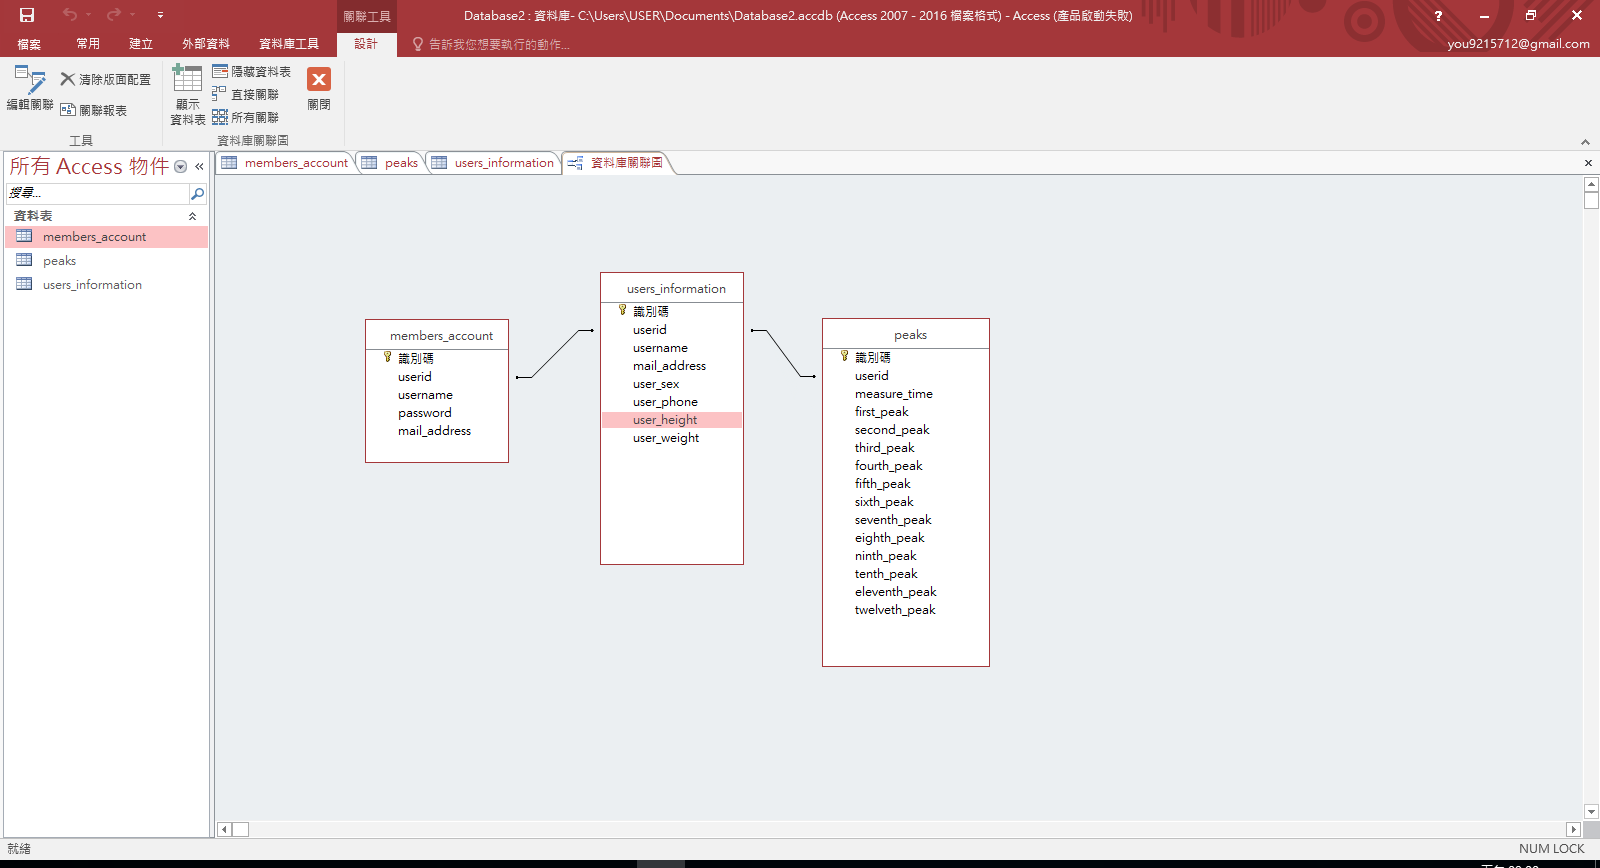 關聯工具
Database2 : 資料庫- C:\Users\USER\Documents\Database2.accdb (Access 2007 - 2016 檔案格式) - Access (產品啟動失敗)
?
檔案 常用 建立 外部資料 資料庫工具 設計 告訴我您想要執行的動作...
you9215712@gmail.com
編輯關聯
清除版面配置
關聯報表
工具
顯示
資料表
隱藏資料表
直接關聯
所有關聯
關閉
資料庫關聯圖
所有 Access 物件
搜尋...
資料表
members_account
peaks
users_information
members_account peaks users_information 資料庫關聯圖
members_account
識別碼
userid
username
password
mail_address
users_information
識別碼
userid
username
mail_address
user_sex
user_phone
user_height
user_weight
peaks
識別碼
userid
measure_time
first_peak
second_peak
third_peak
fourth_peak
fifth_peak
sixth_peak
seventh_peak
eighth_peak
ninth_peak
tenth_peak
eleventh_peak
twelveth_peak
就緒
NUM LOCK